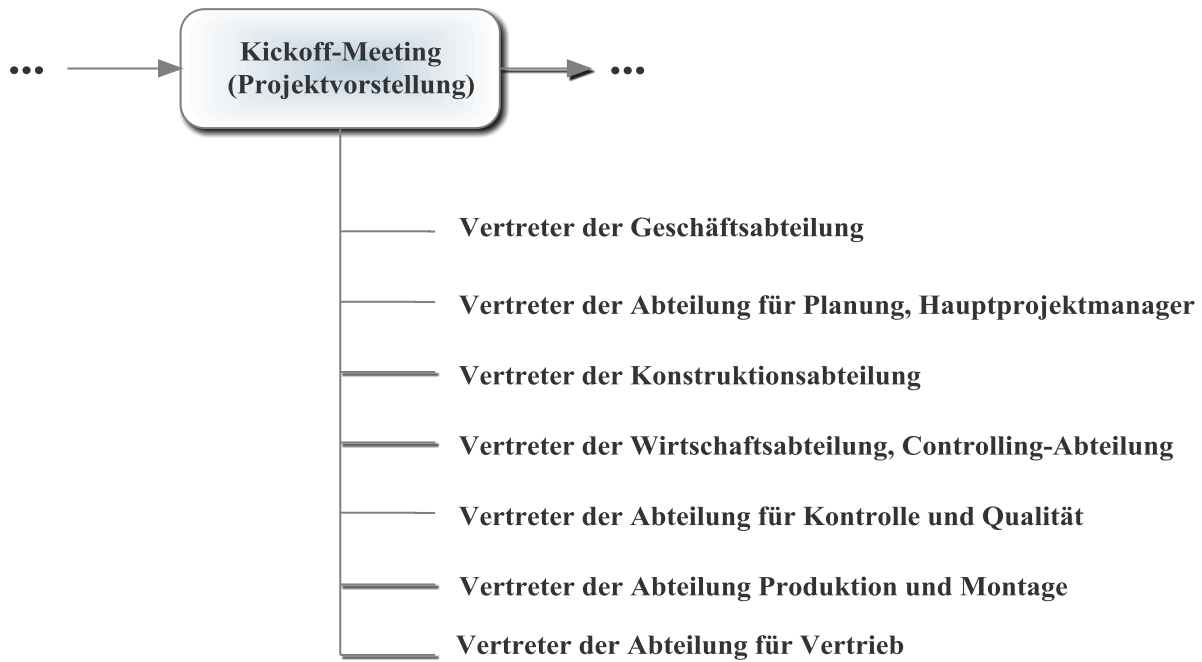 Kickoff-Meeting
... ...
(Projektvorstellung)
Vertreter der Geschäftsabteilung
Vertreter der Abteilung für Planung, Hauptprojektmanager
Vertreter der Konstruktionsabteilung
Vertreter der Wirtschaftsabteilung, Controlling-Abteilung
Vertreter der Abteilung für Kontrolle und Qualität
Vertreter der Abteilung Produktion und Montage
Vertreter der Abteilung für Vertrieb